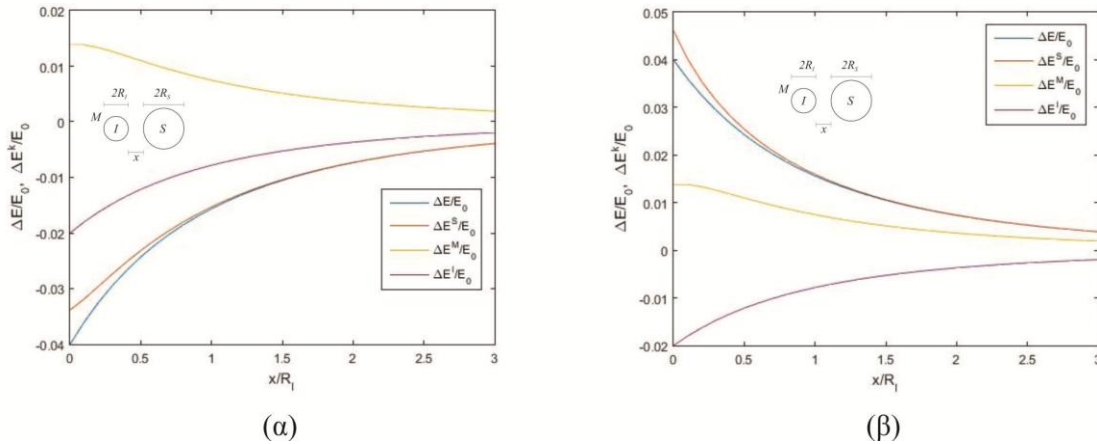 0.02
0.01
0
-0.01
-0.02
-0.03
-0.04
ΔE/E₀, ΔEᵏ/E₀
2R_I
2R_S
M
I
S
x
ΔE/E₀
ΔE^S/E₀
ΔE^M/E₀
ΔE^I/E₀
0 0.5 1 1.5 2 2.5 3
x/R_I
(α)
0.05
0.04
0.03
0.02
0.01
0
-0.01
-0.02
ΔE/E₀, ΔEᵏ/E₀
2R_I
2R_S
M
I
S
x
ΔE/E₀
ΔE^S/E₀
ΔE^M/E₀
ΔE^I/E₀
0 0.5 1 1.5 2 2.5 3
x/R_I
(β)